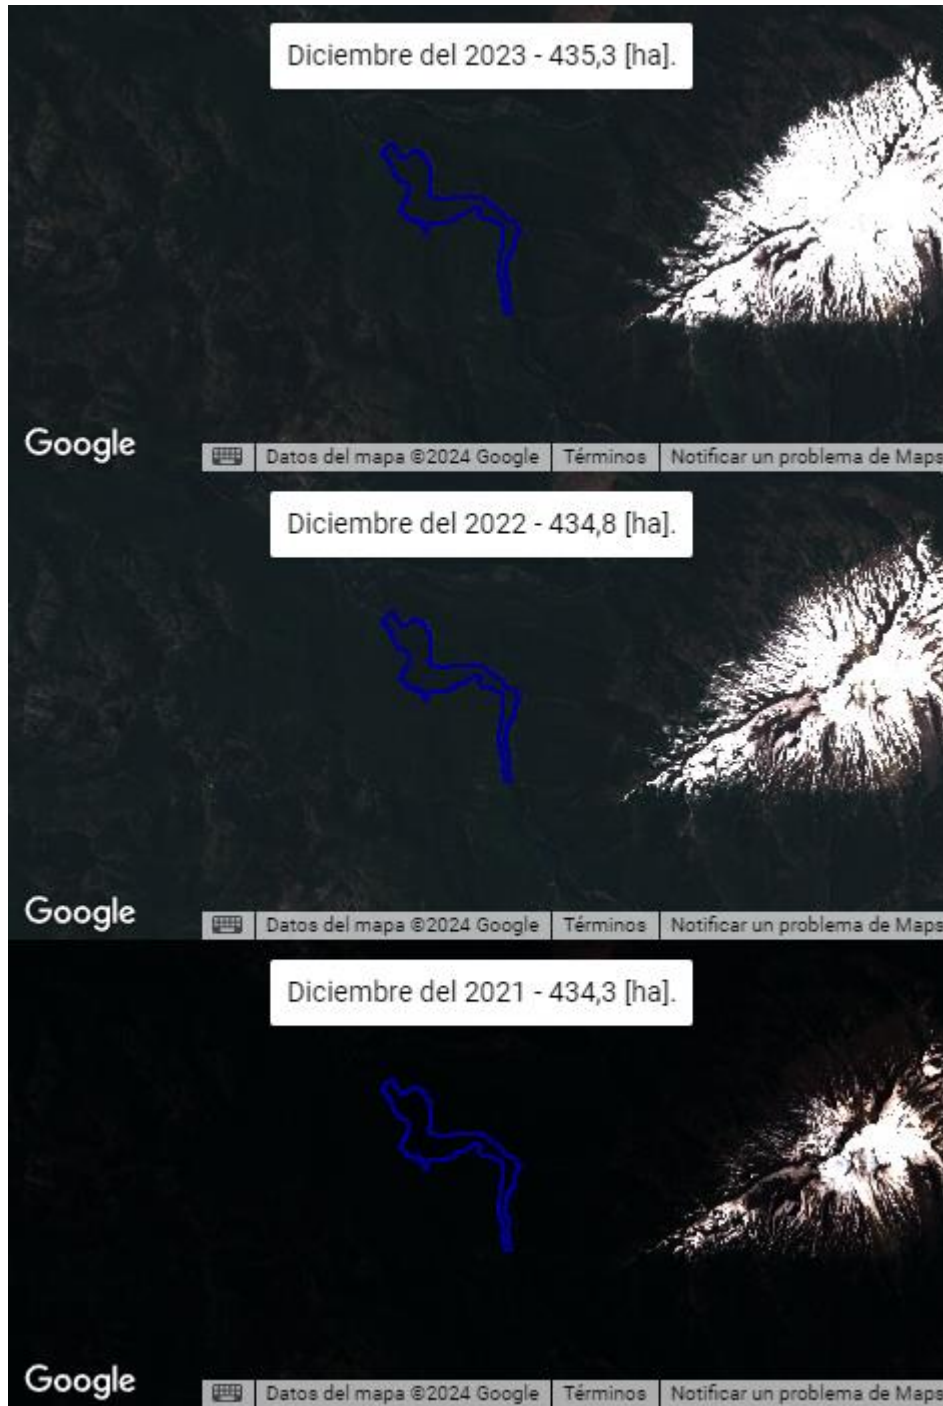 Diciembre del 2023 - 435,3 [ha].
Google
Datos del mapa ©2024 Google Términos Notificar un problema de Maps
Diciembre del 2022 - 434,8 [ha].
Google
Datos del mapa ©2024 Google Términos Notificar un problema de Maps
Diciembre del 2021 - 434,3 [ha].
Google
Datos del mapa ©2024 Google Términos Notificar un problema de Maps